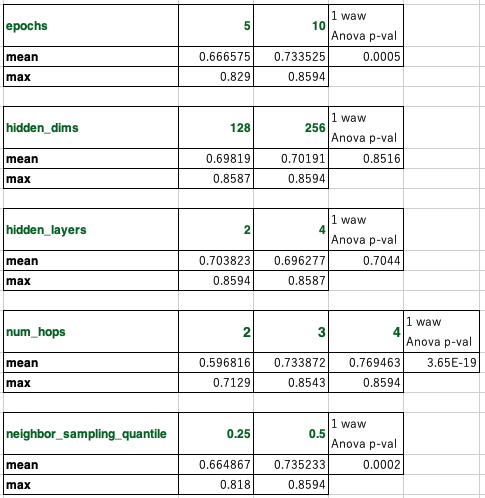 epochs 5 10 1 waw
Anova p-val
mean 0.666575 0.733525 0.0005
max 0.829 0.8594
hidden_dims 128 256 1 waw
Anova p-val
mean 0.69819 0.70191 0.8516
max 0.8587 0.8594
hidden_layers 2 4 1 waw
Anova p-val
mean 0.703823 0.696277 0.7044
max 0.8594 0.8587
num_hops 2 3 4 1 waw
Anova p-val
mean 0.596816 0.733872 0.769463 3.65E-19
max 0.7129 0.8543 0.8594
neighbor_sampling_quantile 0.25 0.5 1 waw
Anova p-val
mean 0.664867 0.735233 0.0002
max 0.818 0.8594